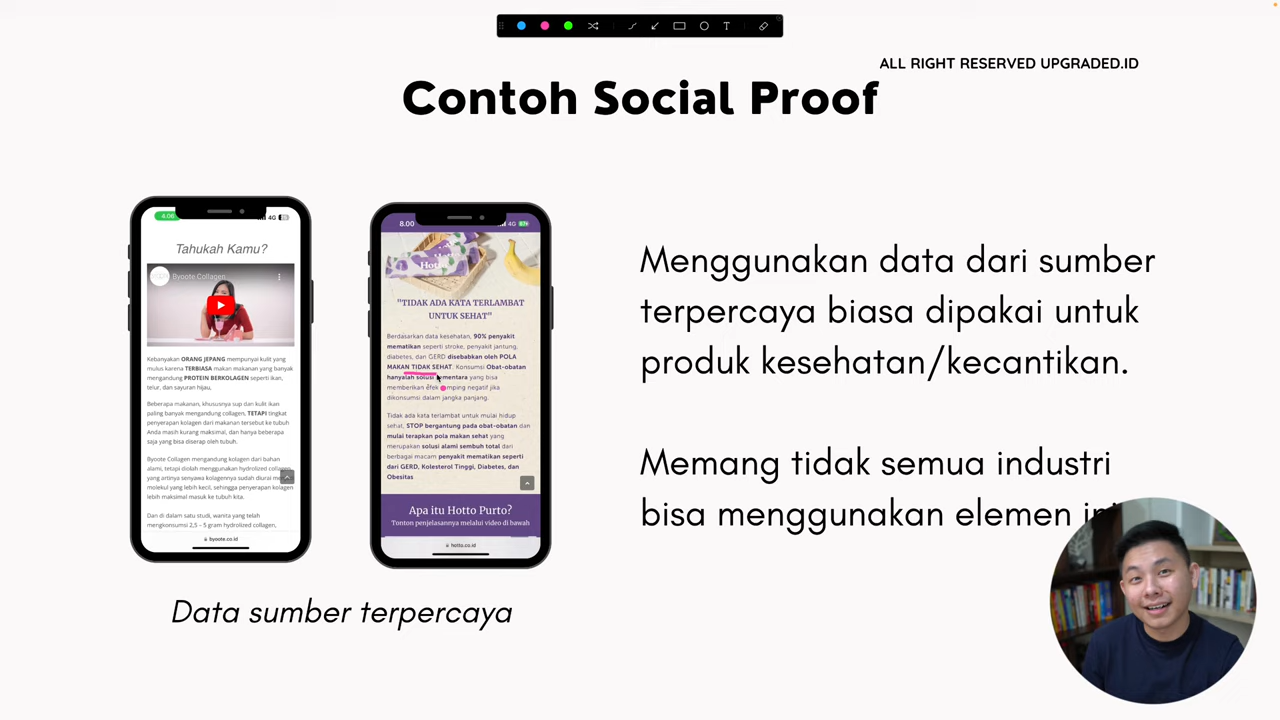 T
ALL RIGHT RESERVED UPGRADED.ID
Contoh Social Proof
4.06
4G
Tahukah Kamu?
Byoote.Collagen
Kebanyakan ORANG JEPANG mempunyai kulit yang
mulus karena TERBIASA makan makanan yang banyak
mengandung PROTEIN BERKOLAGEN seperti ikan,
telur, dan sayuran hijau.
Beberapa makanan, khususnya sup dan kulit ikan
paling banyak mengandung collagen, TETAPI tingkat
penyerapan kolagen dari makanan tersebut ke tubuh
Anda masih kurang maksimal, dan hanya beberapa
saja yang bisa diserap oleh tubuh.
Byoote Collagen mengandung kolagen dari bahan
alami, tetapi diolah menggunakan hydrolized collagen,
yang artinya senyawa kolagennya sudah diurai menjadi
molekul yang lebih kecil, sehingga penyerapan kolagen
lebih maksimal masuk ke tubuh kita.
Dan di dalam satu studi, wanita yang telah
mengkonsumsi 2,5 – 5 gram hydrolized collagen,
byoote.co.id
8.00
4G
Hotto
"TIDAK ADA KATA TERLAMBAT
UNTUK SEHAT"
Berdasarkan data kesehatan, 90% penyakit
mematikan seperti stroke, penyakit jantung,
diabetes, dan GERD disebabkan oleh POLA
MAKAN TIDAK SEHAT. Konsumsi Obat-obatan
hanyalah solusi sementara yang bisa
memberikan efek samping negatif jika
dikonsumsi dalam jangka panjang.
Tidak ada kata terlambat untuk mulai hidup
sehat, STOP bergantung pada obat-obatan dan
mulai terapkan pola makan sehat yang
merupakan solusi alami sembuh total dari
berbagai macam penyakit mematikan seperti
dari GERD, Kolesterol Tinggi, Diabetes, dan
Obesitas
Apa itu Hotto Purto?
Tonton penjelasannya melalui video di bawah
hotto.co.id
Data sumber terpercaya
Menggunakan data dari sumber
terpercaya biasa dipakai untuk
produk kesehatan/kecantikan.
Memang tidak semua industri
bisa menggunakan elemen ini